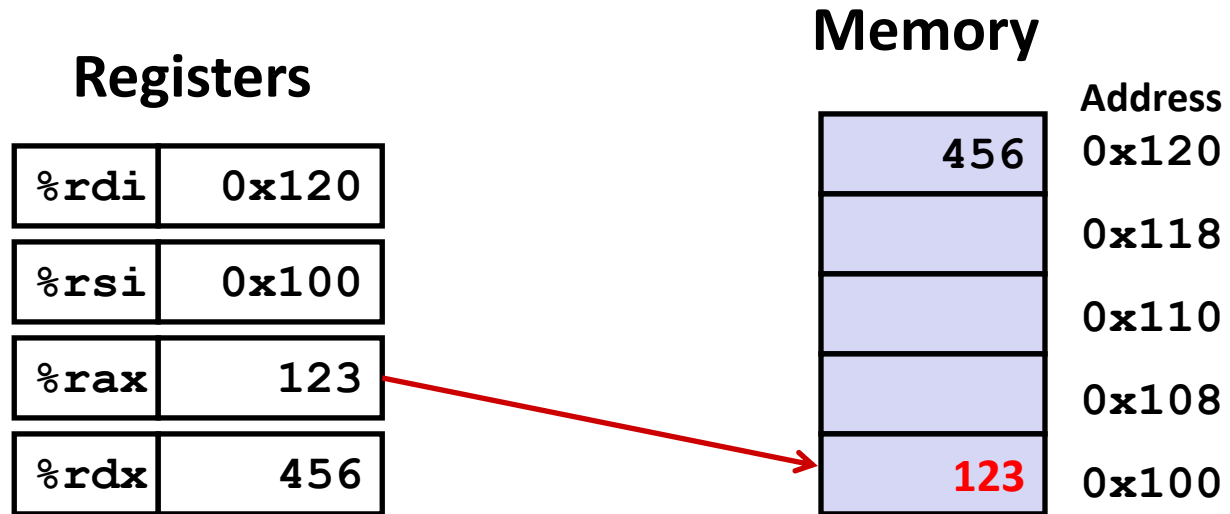 Memory
Registers
Address
%rdi 0x120
%rsi 0x100
%rax 123
%rdx 456
456 0x120
0x118
0x110
0x108
123 0x100